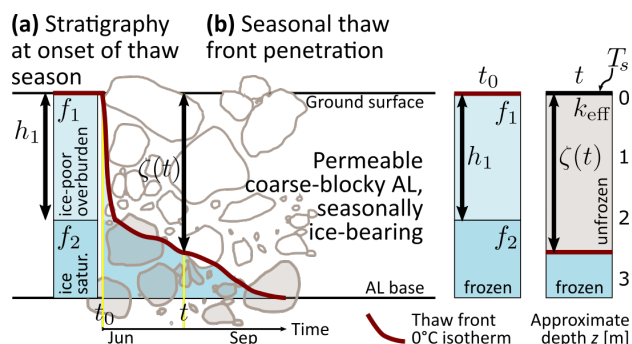 (a) Stratigraphy
at onset of thaw
season
(b) Seasonal thaw
front penetration
f₁
h₁
ice-poor
overburden
f₂
ice
satur.
ζ(t)
Ground surface
Permeable
coarse-blocky AL,
seasonally
ice-bearing
AL base
t₀
t
Jun
Sep
Time
Thaw front
0°C isotherm
t₀
f₁
h₁
f₂
frozen
t
Tₛ
k_eff
ζ(t)
unfrozen
frozen
0
1
2
3
Approximate
depth z [m]